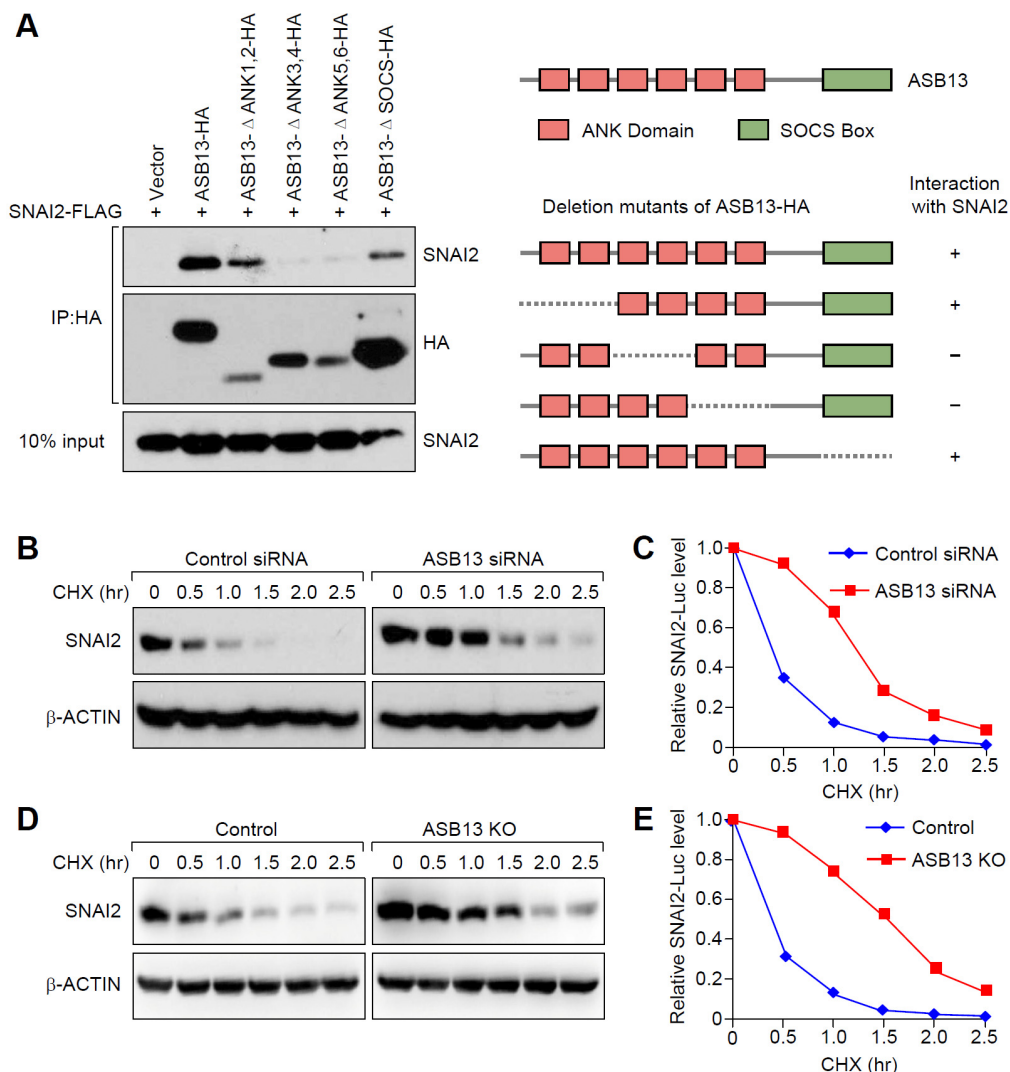 A
Vector
ASB13-HA
ASB13-Δ ANK1,2-HA
ASB13-Δ ANK3,4-HA
ASB13-Δ ANK5,6-HA
ASB13-Δ SOCS-HA
SNAI2-FLAG + + + + + +
SNAI2
IP:HA
HA
10% input
SNAI2
ASB13
ANK Domain
SOCS Box
Deletion mutants of ASB13-HA
Interaction
with SNAI2
+
+
−
−
+
B
Control siRNA
ASB13 siRNA
CHX (hr) 0 0.5 1.0 1.5 2.0 2.5 0 0.5 1.0 1.5 2.0 2.5
SNAI2
β-ACTIN
C
Control siRNA
ASB13 siRNA
Relative SNAI2-Luc level
1.0
0.8
0.6
0.4
0.2
0
0 0.5 1.0 1.5 2.0 2.5
CHX (hr)
D
Control
ASB13 KO
CHX (hr) 0 0.5 1.0 1.5 2.0 2.5 0 0.5 1.0 1.5 2.0 2.5
SNAI2
β-ACTIN
E
Control
ASB13 KO
Relative SNAI2-Luc level
1.0
0.8
0.6
0.4
0.2
0
0 0.5 1.0 1.5 2.0 2.5
CHX (hr)